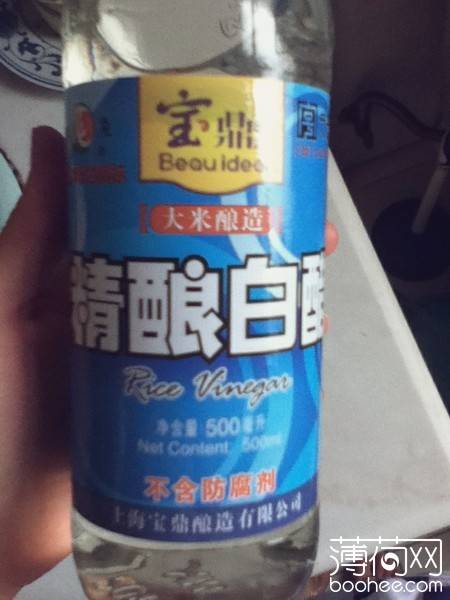 宝鼎
Beauidea
大米酿造
精酿白醋
Rice Vinegar
净含量 500毫升
Net Content 500ml
不含防腐剂
上海宝鼎酿造有限公司
薄荷网
boohee.com